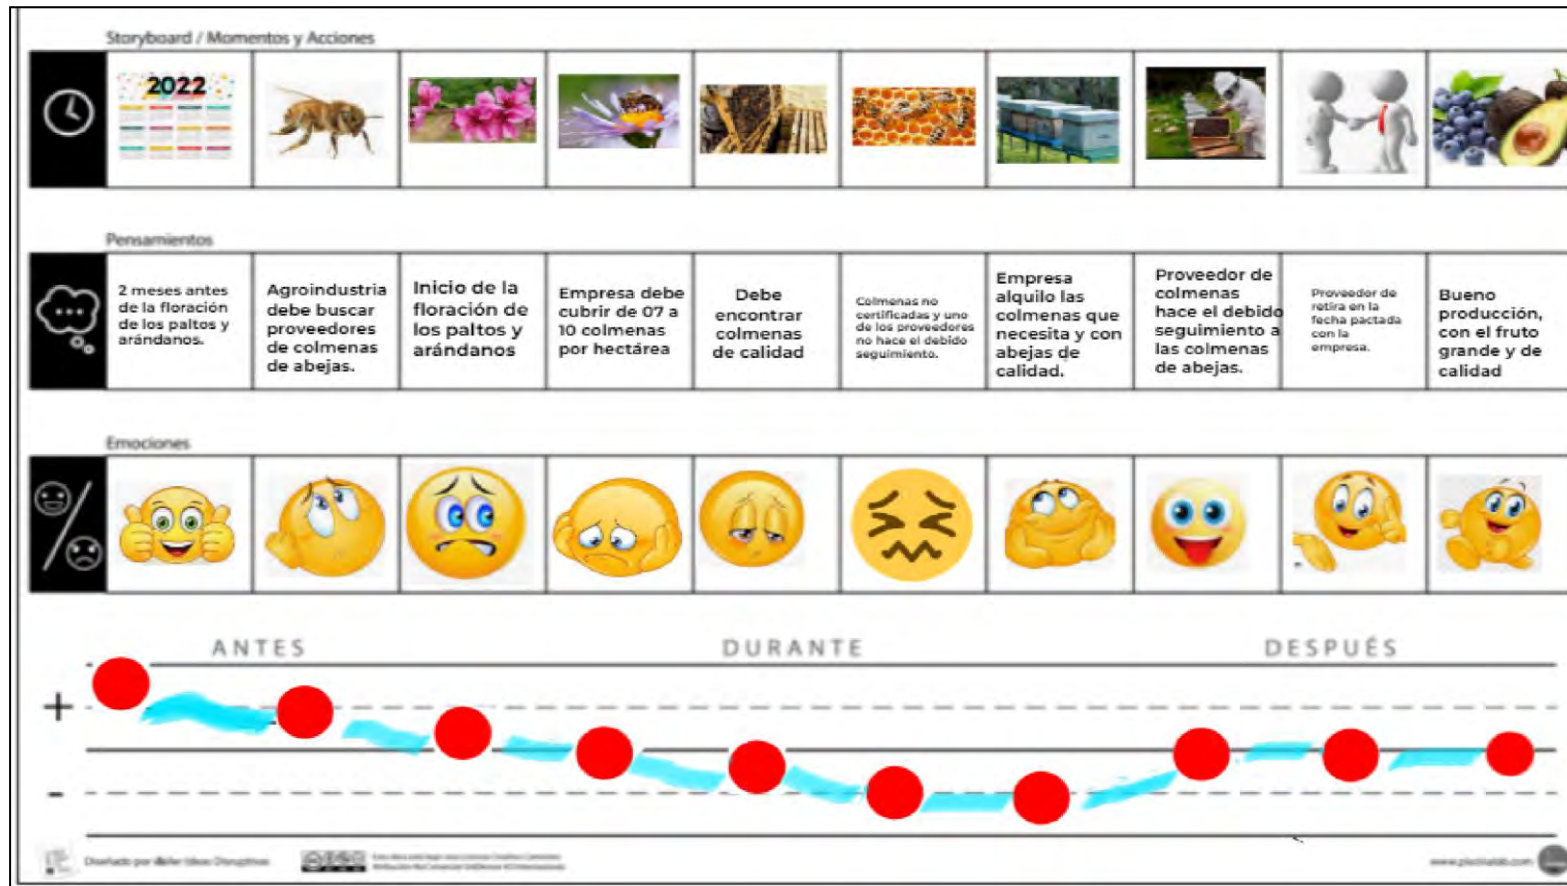 Storyboard / Momentos y Acciones
2022
Pensamientos
2 meses antes
de la floración
de los paltos y
arándanos.
Agroindustria
debe buscar
proveedores
de colmenas
de abejas.
Inicio de la
floración de
los paltos y
arándanos
Empresa debe
cubrir de 07 a
10 colmenas
por hectárea
Debe
encontrar
colmenas
de calidad
Colmenas no
certificadas y uno
de los proveedores
no hace el debido
seguimiento.
Empresa
alquilo las
colmenas que
necesita y con
abejas de
calidad.
Proveedor de
colmenas
hace el debido
seguimiento a
las colmenas
de abejas.
Proveedor de
retira en la
fecha pactada
con la
empresa.
Bueno
producción,
con el fruto
grande y de
calidad
Emociones
ANTES
DURANTE
DESPUÉS
+
-
Diseñado por Ideas Disruptivas